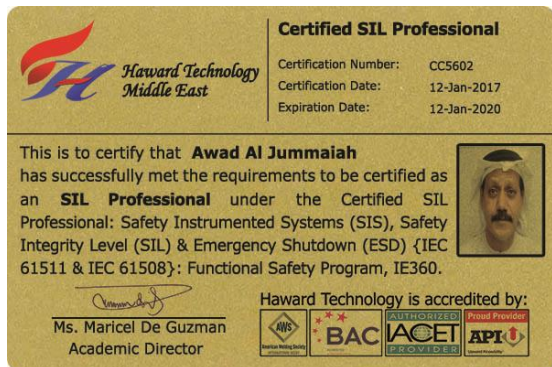 Certified SIL Professional
Haward Technology
Middle East
Certification Number: CC5602
Certification Date: 12-Jan-2017
Expiration Date: 12-Jan-2020
This is to certify that Awad Al Jummaiah
has successfully met the requirements to be certified as
an SIL Professional under the Certified SIL
Professional: Safety Instrumented Systems (SIS), Safety
Integrity Level (SIL) & Emergency Shutdown (ESD) {IEC
61511 & IEC 61508}: Functional Safety Program, IE360.
Ms. Maricel De Guzman
Academic Director
Haward Technology is accredited by:
AWS
American Welding Society
BAC
AUTHORIZED
IACET
PROVIDER
Proud Provider
API